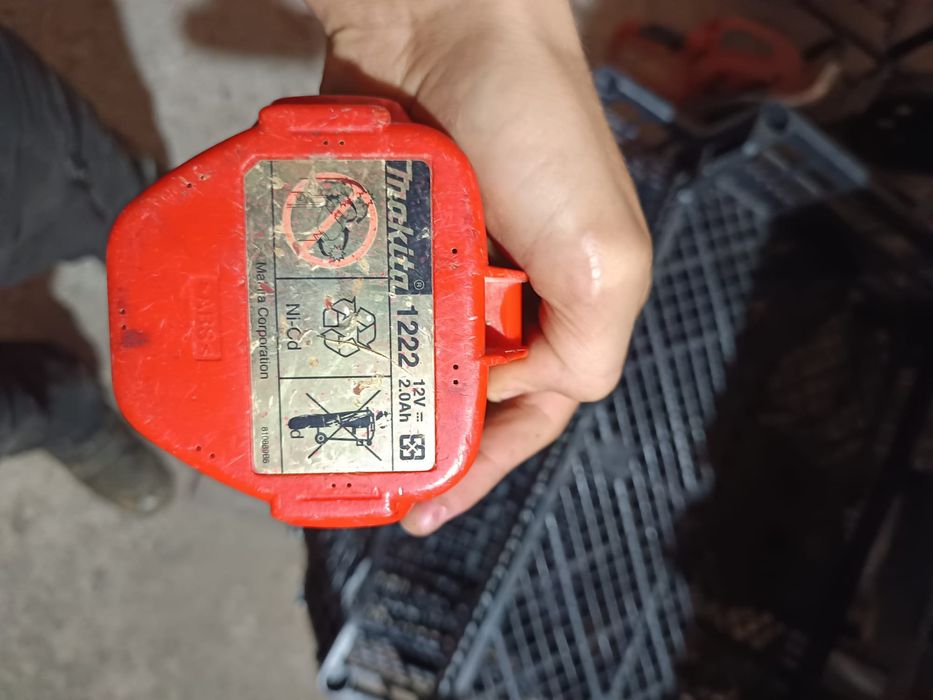 makita®
1222
12V ⎓
2.0Ah
Ni-Cd
Makita Corporation